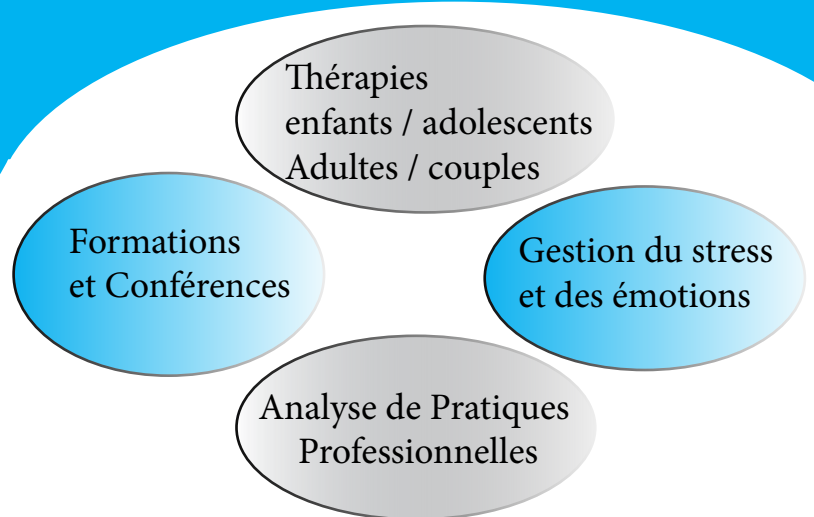 Thérapies
enfants / adolescents
Adultes / couples
Formations
et Conférences
Gestion du stress
et des émotions
Analyse de Pratiques
Professionnelles